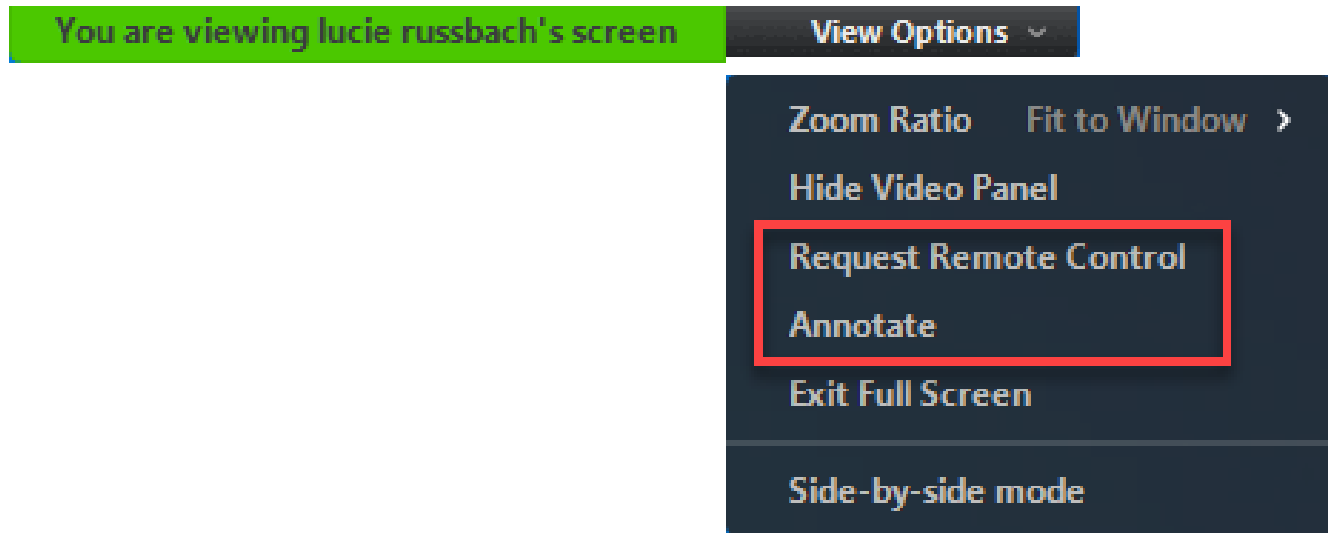 You are viewing lucie russbach's screen
View Options
Zoom Ratio Fit to Window
Hide Video Panel
Request Remote Control
Annotate
Exit Full Screen
Side-by-side mode